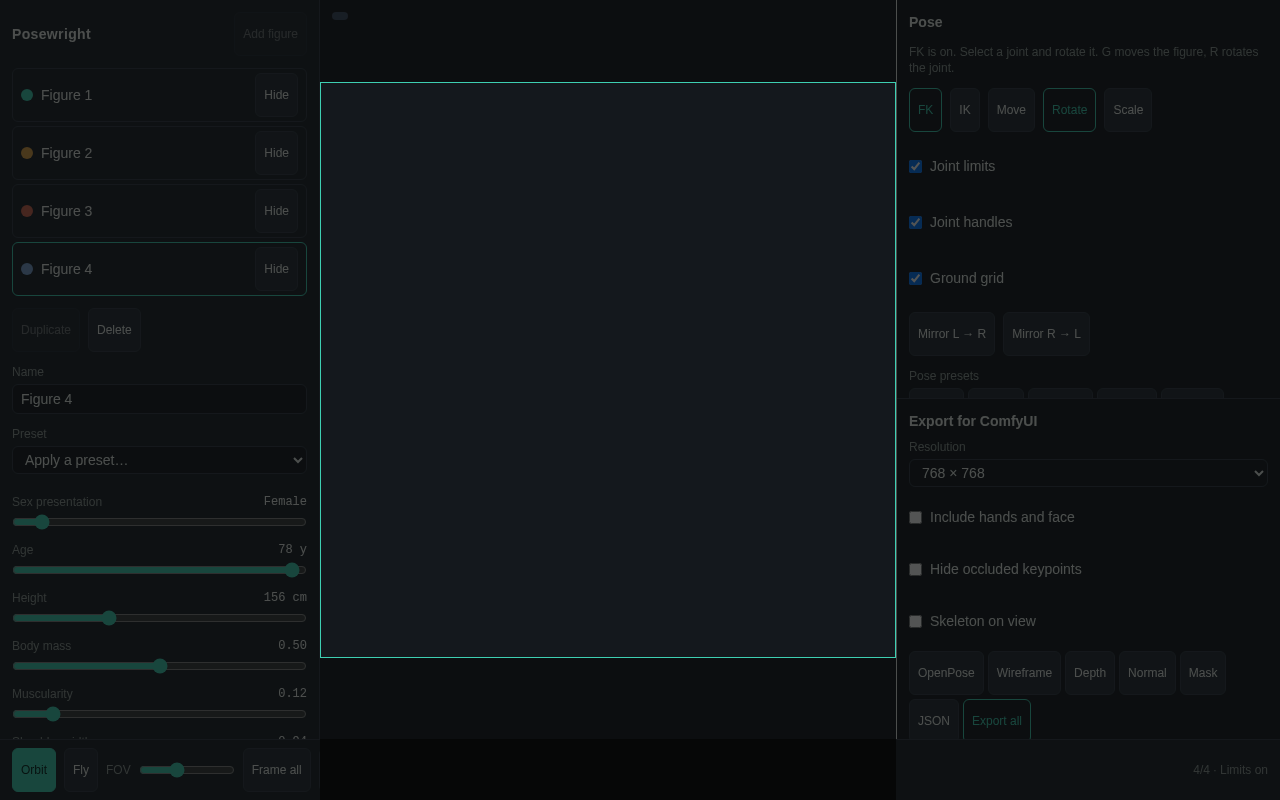 Posewright
Add figure
Figure 1
Hide
Figure 2
Hide
Figure 3
Hide
Figure 4
Hide
Duplicate
Delete
Name
Figure 4
Preset
Apply a preset…
Sex presentation
Female
Age
78 y
Height
156 cm
Body mass
0.50
Muscularity
0.12
Orbit
Fly
FOV
Frame all
Pose
FK is on. Select a joint and rotate it. G moves the figure, R rotates
the joint.
FK
IK
Move
Rotate
Scale
Joint limits
Joint handles
Ground grid
Mirror L → R
Mirror R → L
Pose presets
Export for ComfyUI
Resolution
768 × 768
Include hands and face
Hide occluded keypoints
Skeleton on view
OpenPose
Wireframe
Depth
Normal
Mask
JSON
Export all
4/4 · Limits on